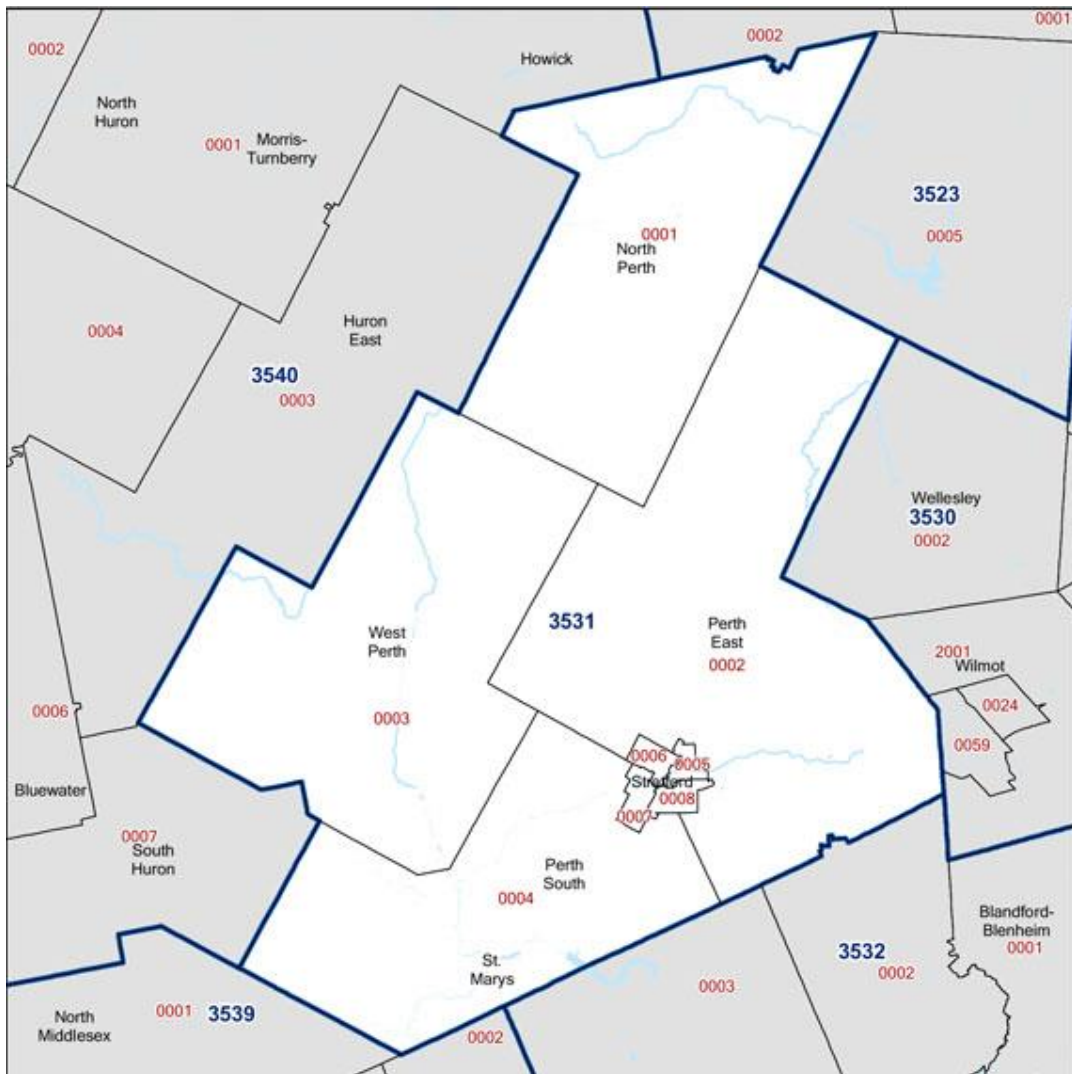 0001
0002
0002
Howick
North
Huron
0001
Morris-
Turnberry
3523
0005
0001
North
Perth
0004
Huron
East
3540
0003
Wellesley
3530
0002
3531
West
Perth
Perth
East
0002
2001
Wilmot
0024
0006
0003
0059
0006
0005
Stratford
0008
0007
Bluewater
0007
South
Huron
Perth
South
0004
Blandford-
Blenheim
0001
3532
0002
St.
Marys
0003
North
Middlesex
0001
3539
0002